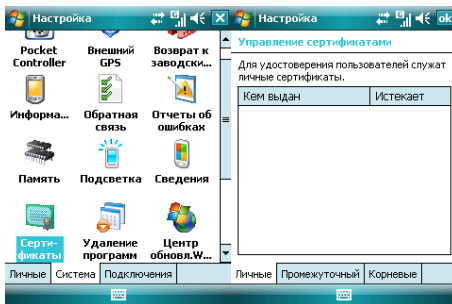 Настройка
Pocket Controller
Внешний GPS
Возврат к заводски...
Информа...
Обратная связь
Отчеты об ошибках
Память
Подсветка
Сведения
Серти-фикаты
Удаление программ
Центр обновл.W...
Личные Система Подключения
Настройка ok
Управление сертификатами
Для удостоверения пользователей служат
личные сертификаты.
Кем выдан Истекает
Личные Промежуточный Корневые